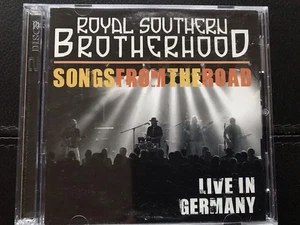 ROYAL SOUTHERN
BROTHERHOOD
SONGSFROMTHEROAD
LIVE IN
GERMANY